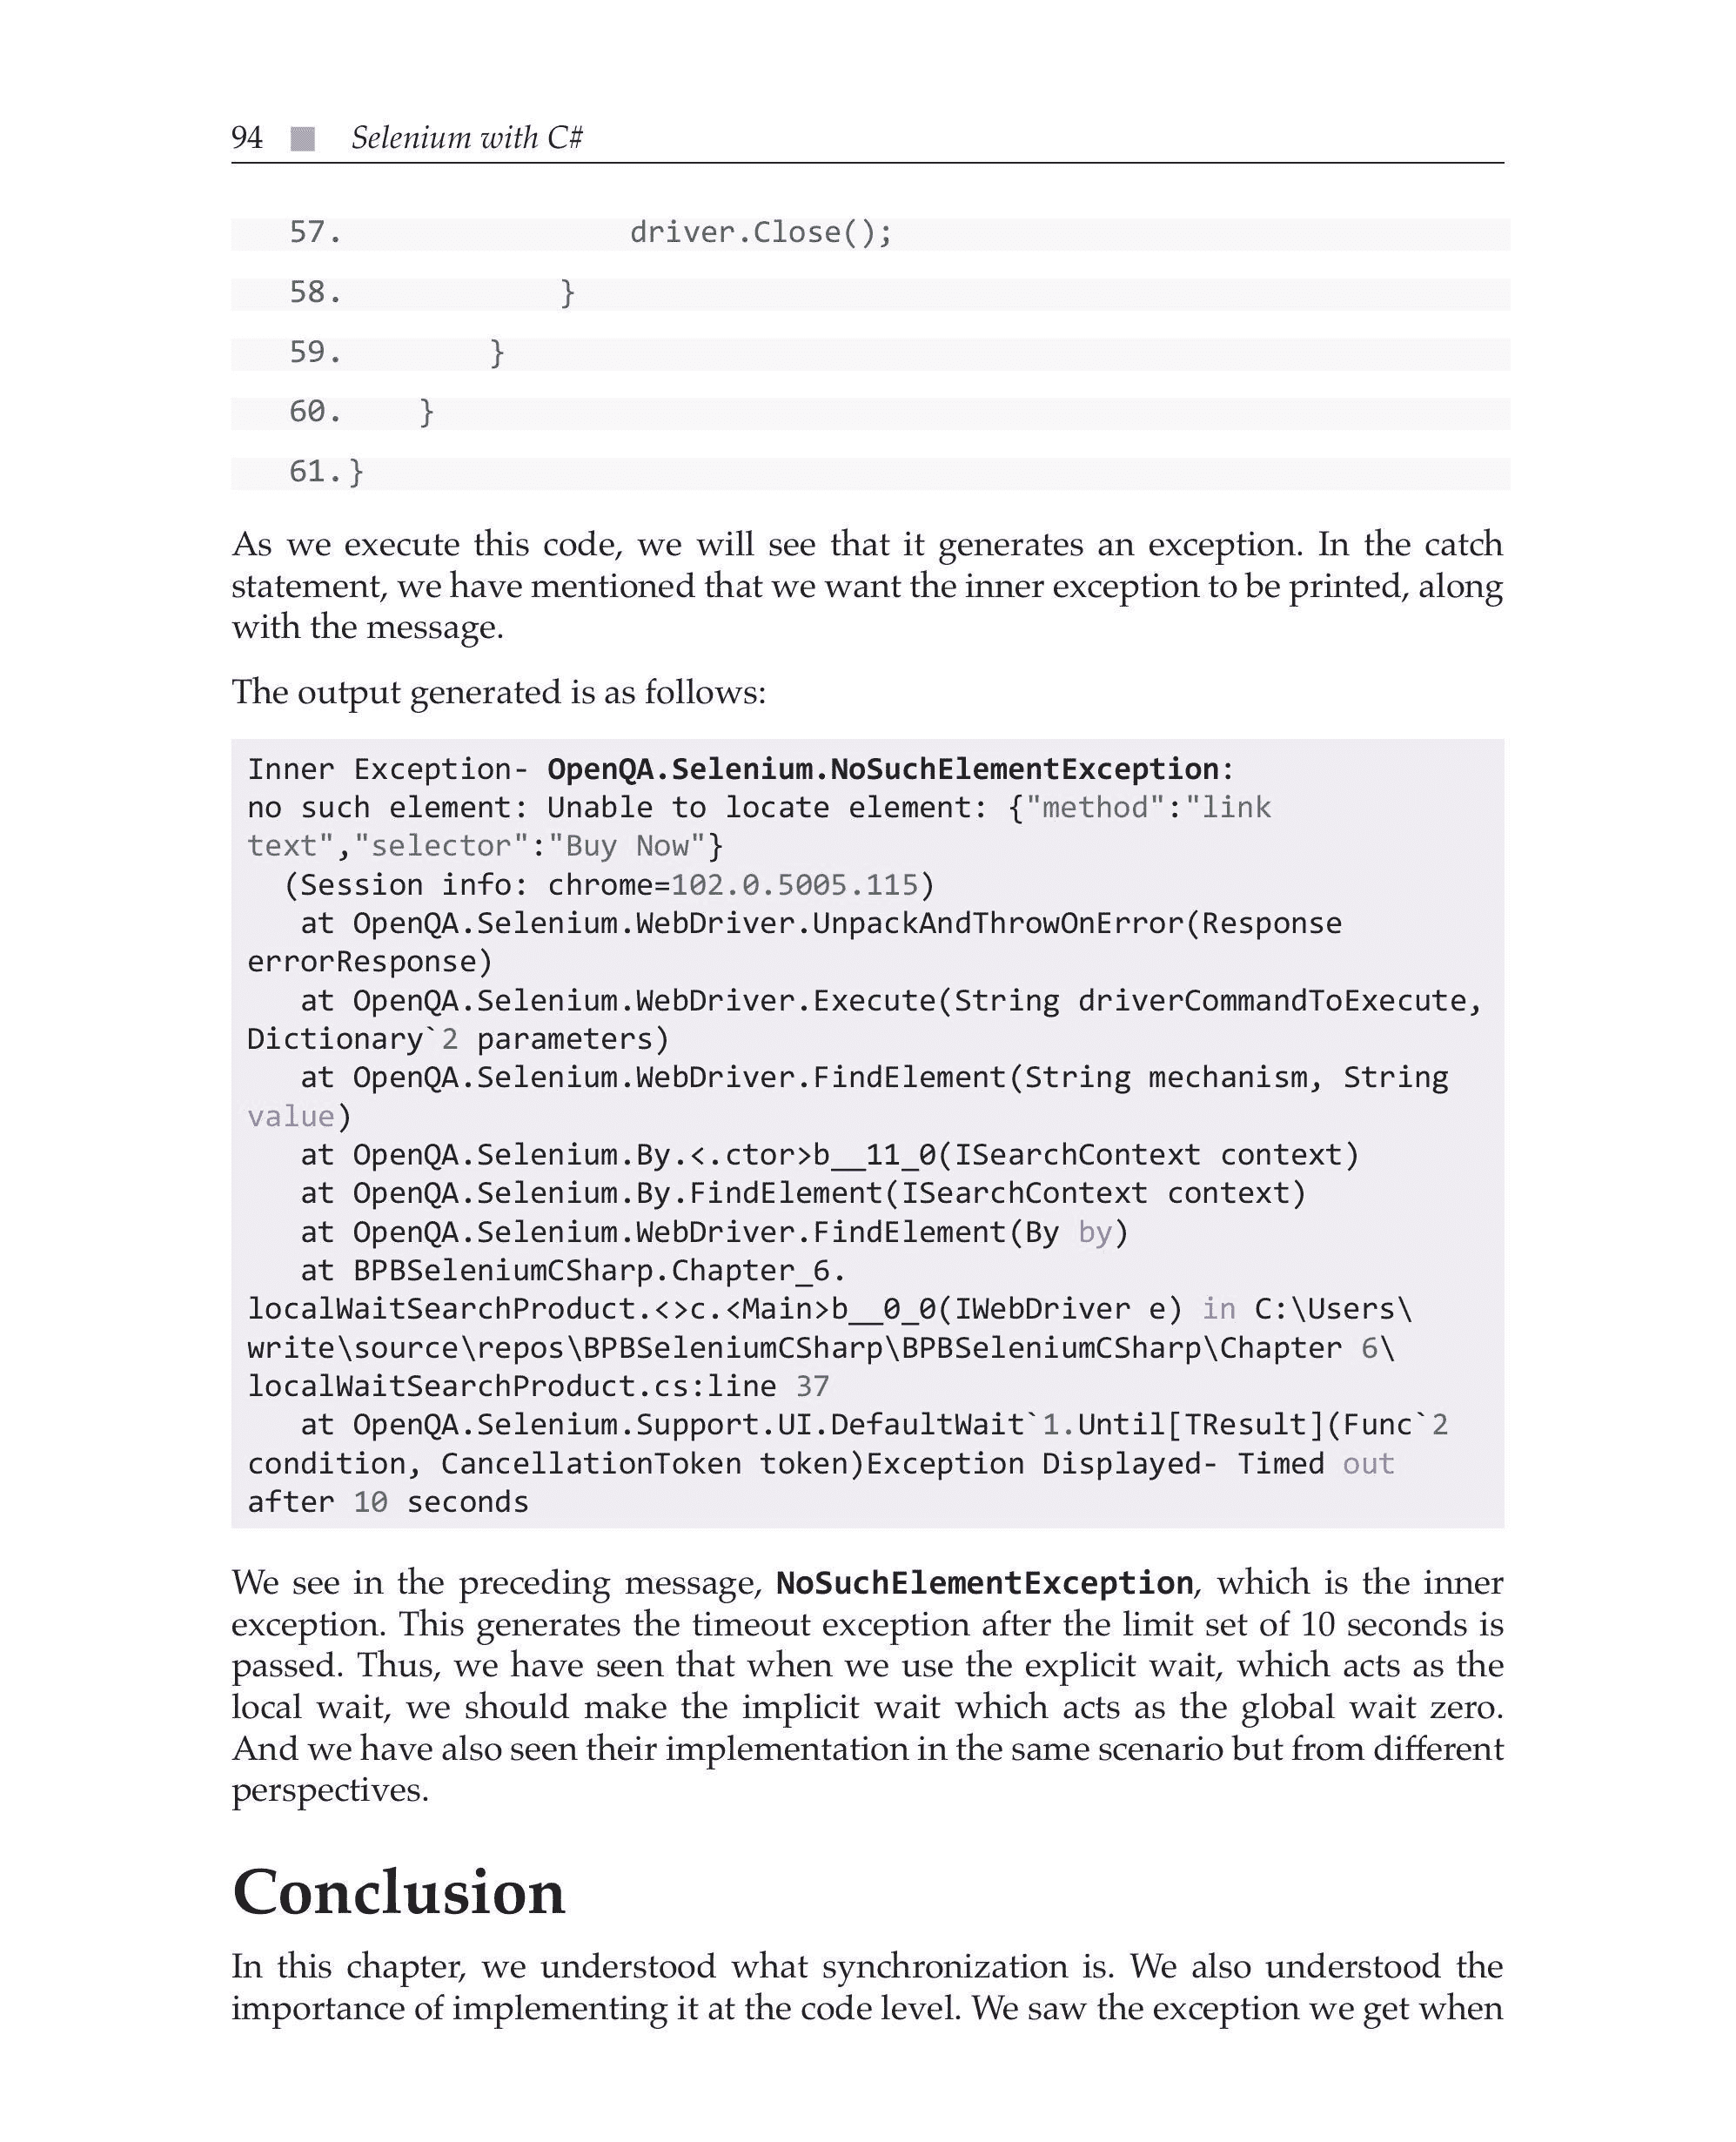 94 Selenium with C#
57.                driver.Close();
58.            }
59.        }
60.    }
61.}
As we execute this code, we will see that it generates an exception. In the catch
statement, we have mentioned that we want the inner exception to be printed, along
with the message.
The output generated is as follows:
Inner Exception- OpenQA.Selenium.NoSuchElementException:
no such element: Unable to locate element: {"method":"link
text","selector":"Buy Now"}
  (Session info: chrome=102.0.5005.115)
   at OpenQA.Selenium.WebDriver.UnpackAndThrowOnError(Response
errorResponse)
   at OpenQA.Selenium.WebDriver.Execute(String driverCommandToExecute,
Dictionary`2 parameters)
   at OpenQA.Selenium.WebDriver.FindElement(String mechanism, String
value)
   at OpenQA.Selenium.By.<.ctor>b__11_0(ISearchContext context)
   at OpenQA.Selenium.By.FindElement(ISearchContext context)
   at OpenQA.Selenium.WebDriver.FindElement(By by)
   at BPBSeleniumCSharp.Chapter_6.
localWaitSearchProduct.<>c.<Main>b__0_0(IWebDriver e) in C:\Users\
write\source\repos\BPBSeleniumCSharp\BPBSeleniumCSharp\Chapter 6\
localWaitSearchProduct.cs:line 37
   at OpenQA.Selenium.Support.UI.DefaultWait`1.Until[TResult](Func`2
condition, CancellationToken token)Exception Displayed- Timed out
after 10 seconds
We see in the preceding message, NoSuchElementException, which is the inner
exception. This generates the timeout exception after the limit set of 10 seconds is
passed. Thus, we have seen that when we use the explicit wait, which acts as the
local wait, we should make the implicit wait which acts as the global wait zero.
And we have also seen their implementation in the same scenario but from different
perspectives.
Conclusion
In this chapter, we understood what synchronization is. We also understood the
importance of implementing it at the code level. We saw the exception we get when